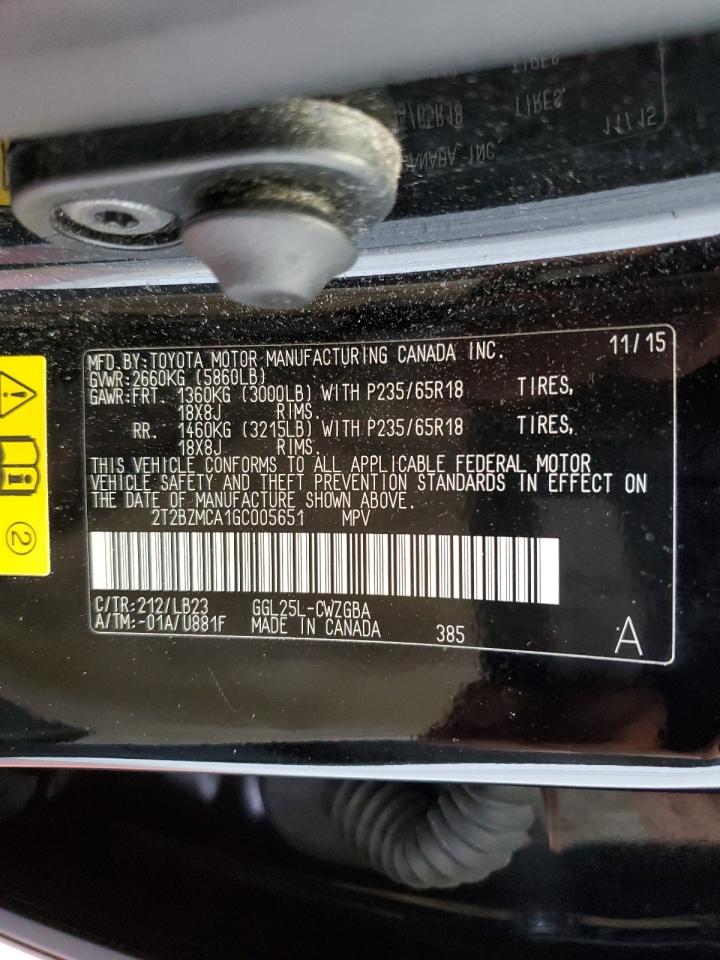 MFD. BY: TOYOTA MOTOR MANUFACTURING CANADA INC. 11/15
GVWR: 2660KG (5860LB)
GAWR: FRT. 1360KG (3000LB) WITH P235/65R18 TIRES,
18X8J RIMS.
RR. 1460KG (3215LB) WITH P235/65R18 TIRES,
18X8J RIMS.
THIS VEHICLE CONFORMS TO ALL APPLICABLE FEDERAL MOTOR
VEHICLE SAFETY AND THEFT PREVENTION STANDARDS IN EFFECT ON
THE DATE OF MANUFACTURE SHOWN ABOVE.
2T2BZMCA1GC005651 MPV
C/TR: 212/LB23 GGL25L-CWZGBA
A/TM: -01A/U881F MADE IN CANADA 385 A
2